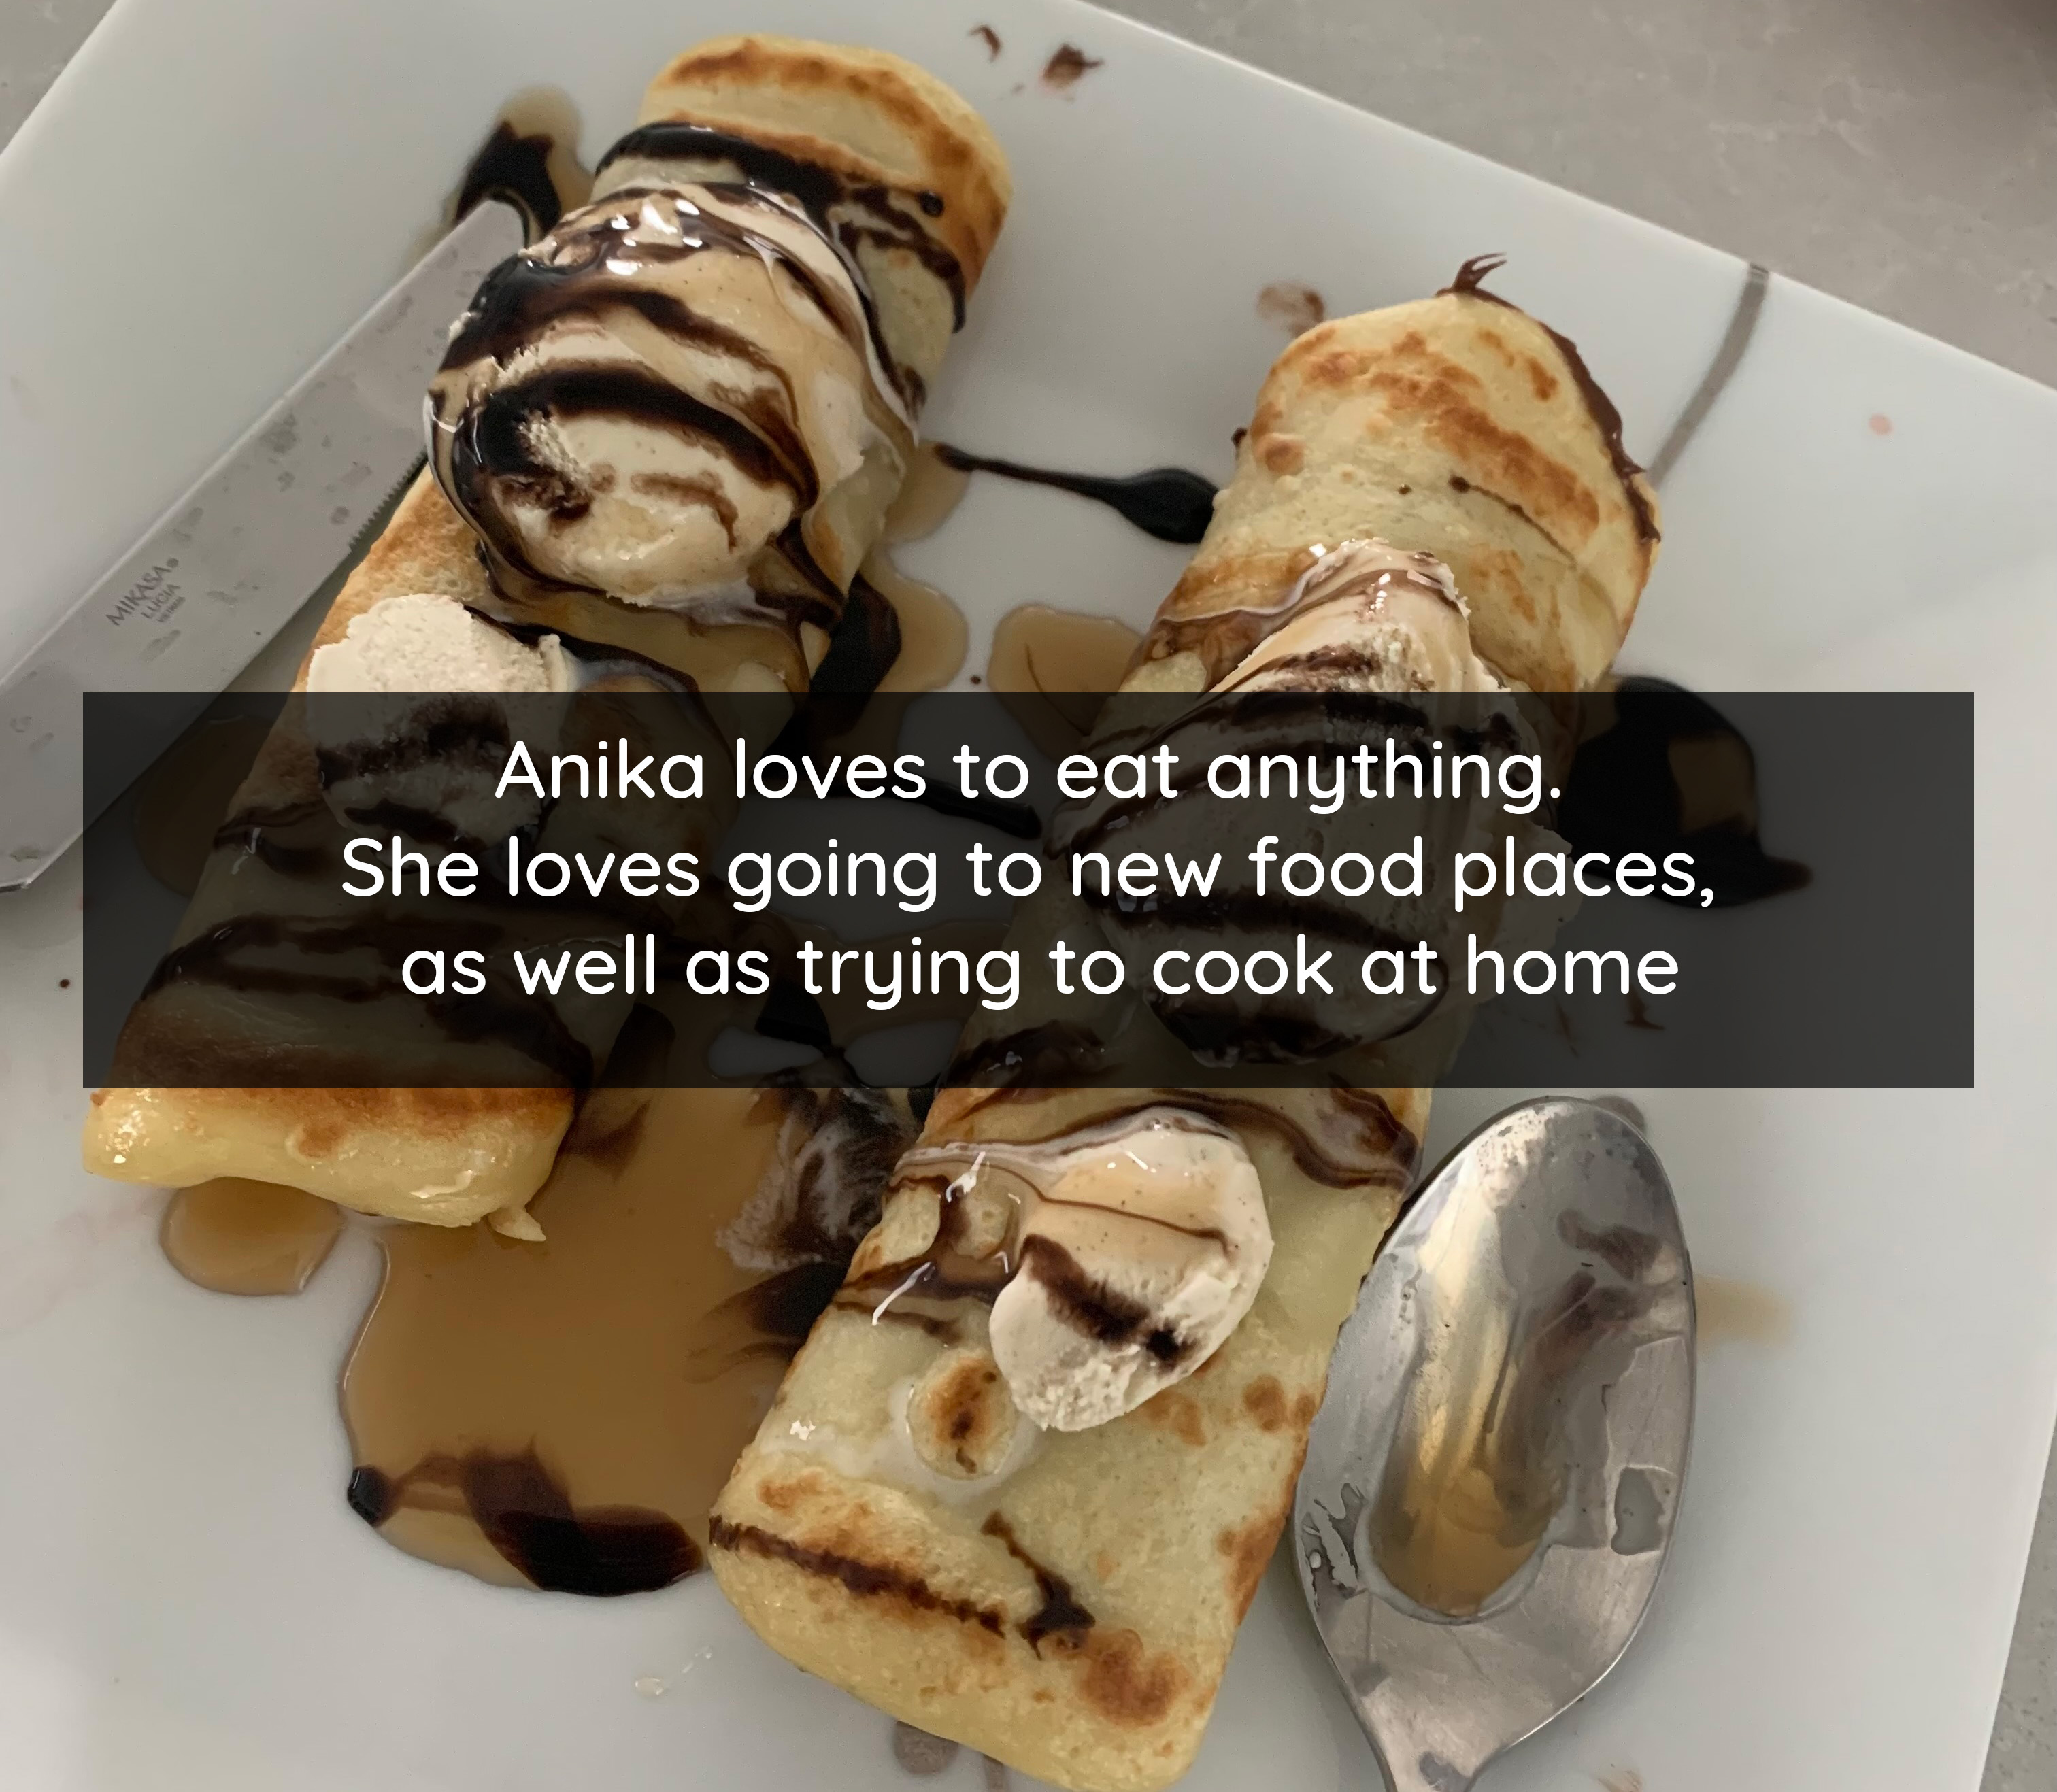 MIKASA®
LUCIA
Anika loves to eat anything.
She loves going to new food places,
as well as trying to cook at home